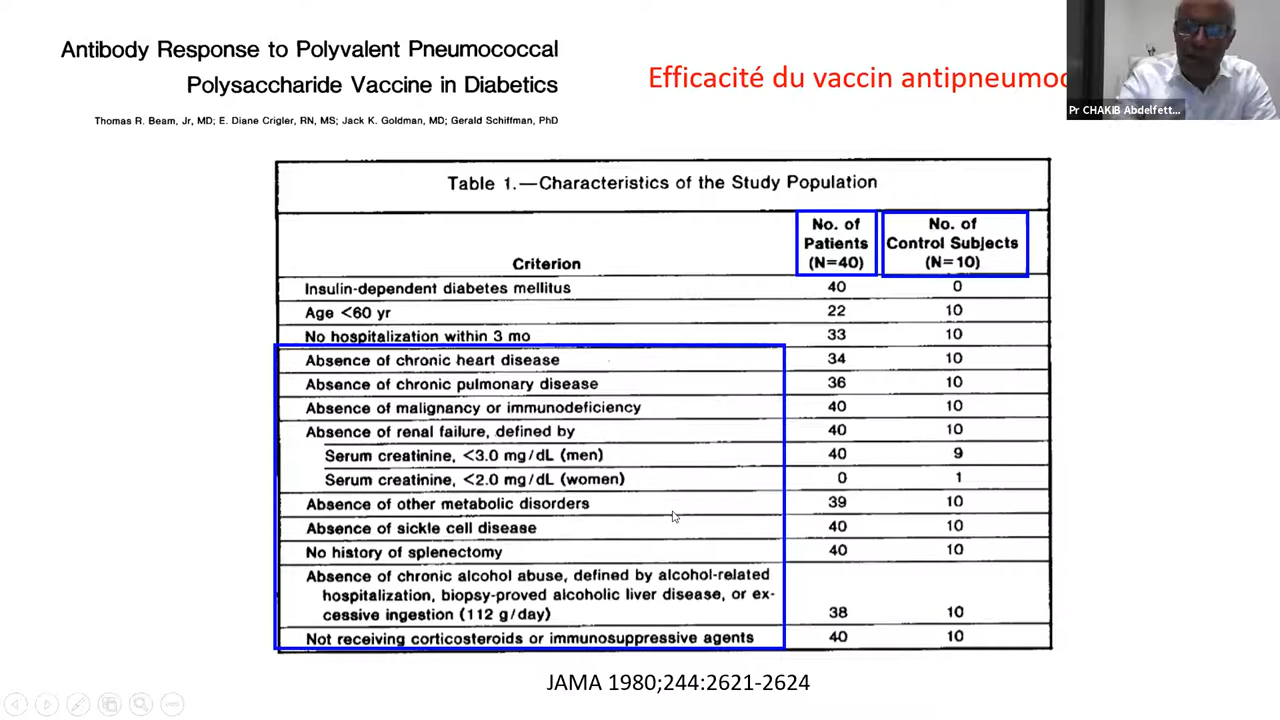 Antibody Response to Polyvalent Pneumococcal
Polysaccharide Vaccine in Diabetics
Thomas R. Beam, Jr, MD; E. Diane Crigler, RN, MS; Jack K. Goldman, MD; Gerald Schiffman, PhD
Efficacité du vaccin antipneumoc
Pr CHAKIB Abdelfett...
Table 1.—Characteristics of the Study Population
Criterion No. of Patients (N=40) No. of Control Subjects (N=10)
Insulin-dependent diabetes mellitus 40 0
Age <60 yr 22 10
No hospitalization within 3 mo 33 10
Absence of chronic heart disease 34 10
Absence of chronic pulmonary disease 36 10
Absence of malignancy or immunodeficiency 40 10
Absence of renal failure, defined by 40 10
Serum creatinine, <3.0 mg/dL (men) 40 9
Serum creatinine, <2.0 mg/dL (women) 0 1
Absence of other metabolic disorders 39 10
Absence of sickle cell disease 40 10
No history of splenectomy 40 10
Absence of chronic alcohol abuse, defined by alcohol-related
hospitalization, biopsy-proved alcoholic liver disease, or ex-
cessive ingestion (112 g/day) 38 10
Not receiving corticosteroids or immunosuppressive agents 40 10
JAMA 1980;244:2621-2624